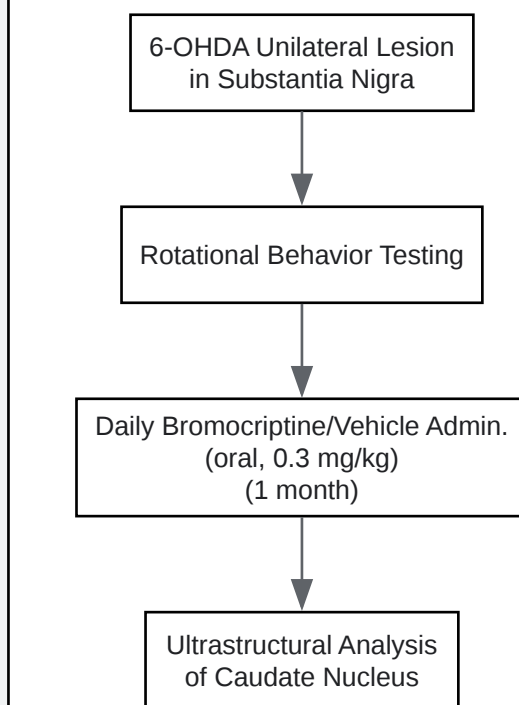 6-OHDA Unilateral Lesion
in Substantia Nigra
Rotational Behavior Testing
Daily Bromocriptine/Vehicle Admin.
(oral, 0.3 mg/kg)
(1 month)
Ultrastructural Analysis
of Caudate Nucleus